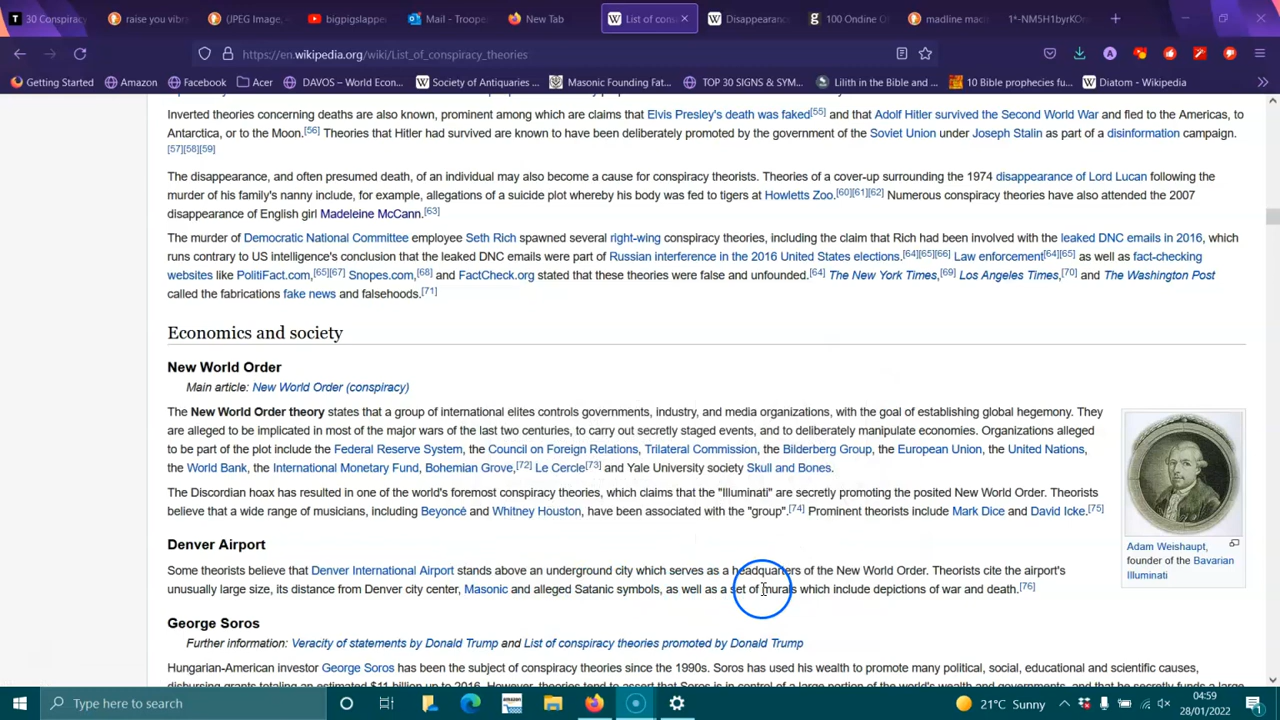 30 Conspiracy
raise you vibra
(JPEG Image,
bigpigslapper
Mail - Troope
New Tab
List of cons
Disappearanc
100 Ondine O
madline mac
1*-NM5H1byrKOr
https://en.wikipedia.org/wiki/List_of_conspiracy_theories
Getting Started
Amazon
Facebook
Acer
DAVOS – World Econ...
Society of Antiquaries ...
Masonic Founding Fat...
TOP 30 SIGNS & SYM...
Lilith in the Bible and ...
10 Bible prophecies fu...
Diatom - Wikipedia
Inverted theories concerning deaths are also known, prominent among which are claims that Elvis Presley's death was faked[55] and that Adolf Hitler survived the Second World War and fled to the Americas, to
Antarctica, or to the Moon.[56] Theories that Hitler had survived are known to have been deliberately promoted by the government of the Soviet Union under Joseph Stalin as part of a disinformation campaign.
[57][58][59]
The disappearance, and often presumed death, of an individual may also become a cause for conspiracy theorists. Theories of a cover-up surrounding the 1974 disappearance of Lord Lucan following the
murder of his family's nanny include, for example, allegations of a suicide plot whereby his body was fed to tigers at Howletts Zoo.[60][61][62] Numerous conspiracy theories have also attended the 2007
disappearance of English girl Madeleine McCann.[63]
The murder of Democratic National Committee employee Seth Rich spawned several right-wing conspiracy theories, including the claim that Rich had been involved with the leaked DNC emails in 2016, which
runs contrary to US intelligence's conclusion that the leaked DNC emails were part of Russian interference in the 2016 United States elections.[64][65][66] Law enforcement[64][65] as well as fact-checking
websites like PolitiFact.com,[65][67] Snopes.com,[68] and FactCheck.org stated that these theories were false and unfounded.[64] The New York Times,[69] Los Angeles Times,[70] and The Washington Post
called the fabrications fake news and falsehoods.[71]
Economics and society
New World Order
Main article: New World Order (conspiracy)
The New World Order theory states that a group of international elites controls governments, industry, and media organizations, with the goal of establishing global hegemony. They
are alleged to be implicated in most of the major wars of the last two centuries, to carry out secretly staged events, and to deliberately manipulate economies. Organizations alleged
to be part of the plot include the Federal Reserve System, the Council on Foreign Relations, Trilateral Commission, the Bilderberg Group, the European Union, the United Nations,
the World Bank, the International Monetary Fund, Bohemian Grove,[72] Le Cercle[73] and Yale University society Skull and Bones.
The Discordian hoax has resulted in one of the world's foremost conspiracy theories, which claims that the "Illuminati" are secretly promoting the posited New World Order. Theorists
believe that a wide range of musicians, including Beyoncé and Whitney Houston, have been associated with the "group".[74] Prominent theorists include Mark Dice and David Icke.[75]
Adam Weishaupt,
founder of the Bavarian
Illuminati
Denver Airport
Some theorists believe that Denver International Airport stands above an underground city which serves as a headquarters of the New World Order. Theorists cite the airport's
unusually large size, its distance from Denver city center, Masonic and alleged Satanic symbols, as well as a set of murals which include depictions of war and death.[76]
George Soros
Further information: Veracity of statements by Donald Trump and List of conspiracy theories promoted by Donald Trump
Hungarian-American investor George Soros has been the subject of conspiracy theories since the 1990s. Soros has used his wealth to promote many political, social, educational and scientific causes,
disbursing grants totaling an estimated $11 billion up to 2016. However, theories tend to assert that Soros is in control of a large portion of the world's wealth and governments, and that he secretly funds a large
Type here to search
amazon
21°C Sunny
04:59
28/01/2022